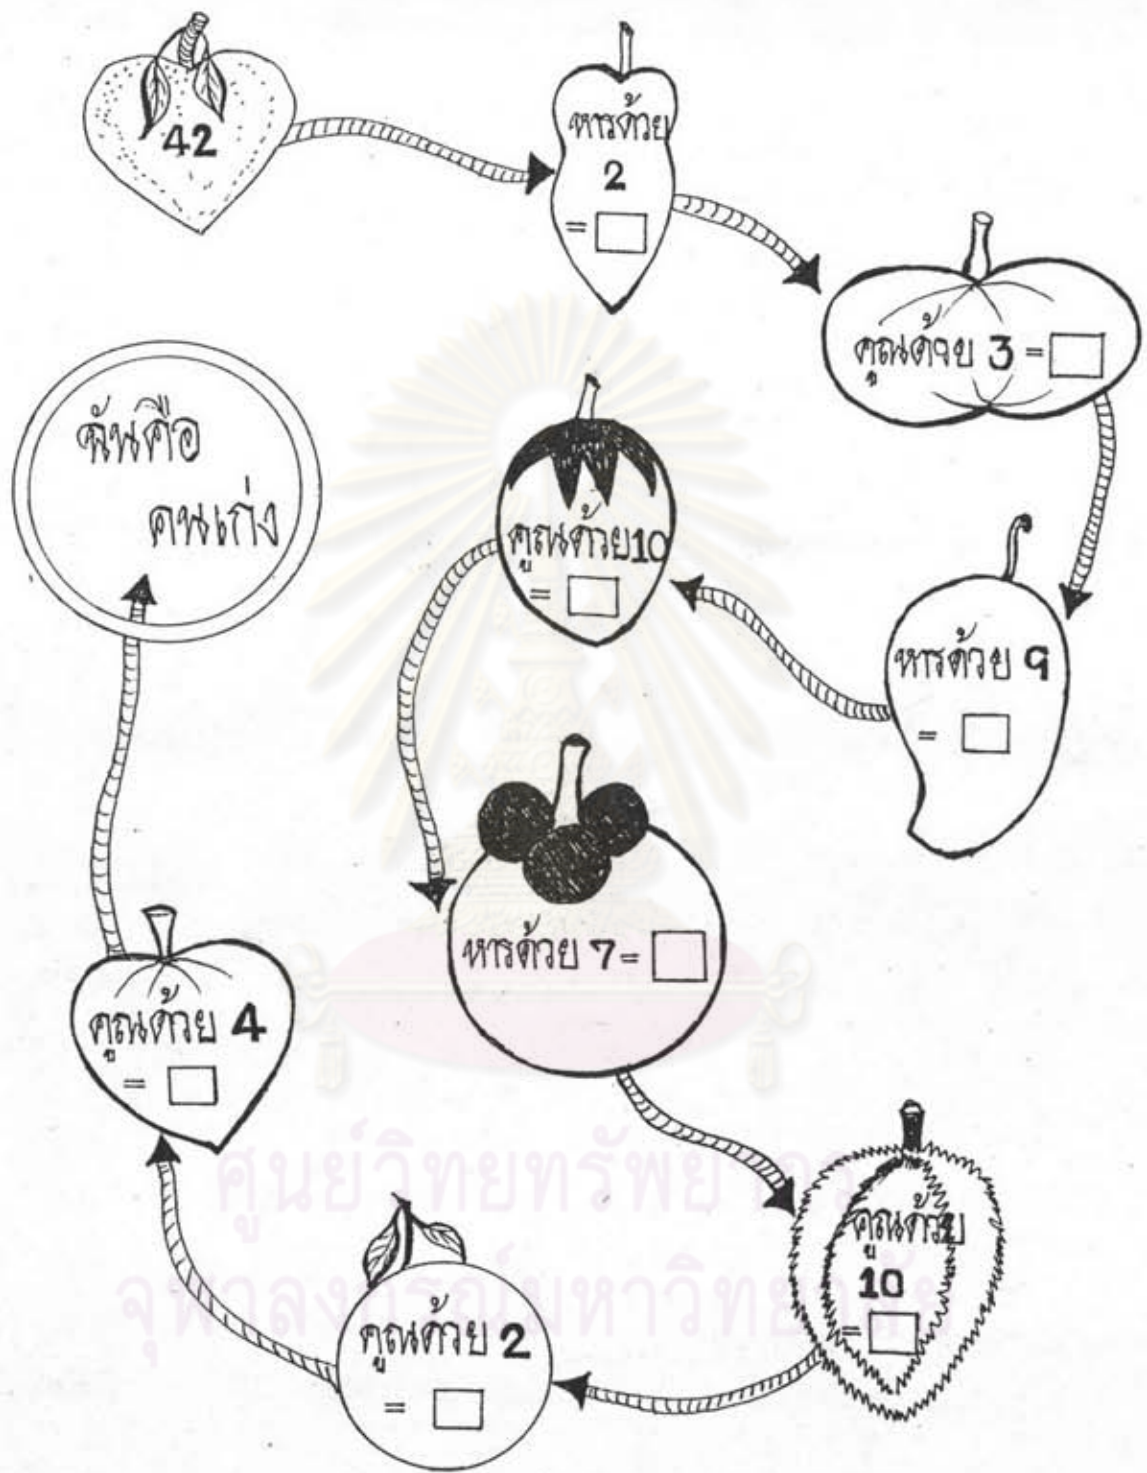 42
หารด้วย
2
=
คูณด้วย 3 =
หารด้วย 9
=
คูณด้วย10
=
หารด้วย 7 =
คูณด้วย
10
=
คูณด้วย 2
=
คูณด้วย 4
=
ฉันคือ
คนเก่ง
ศูนย์วิทยทรัพยากร
จุฬาลงกรณ์มหาวิทยาลัย